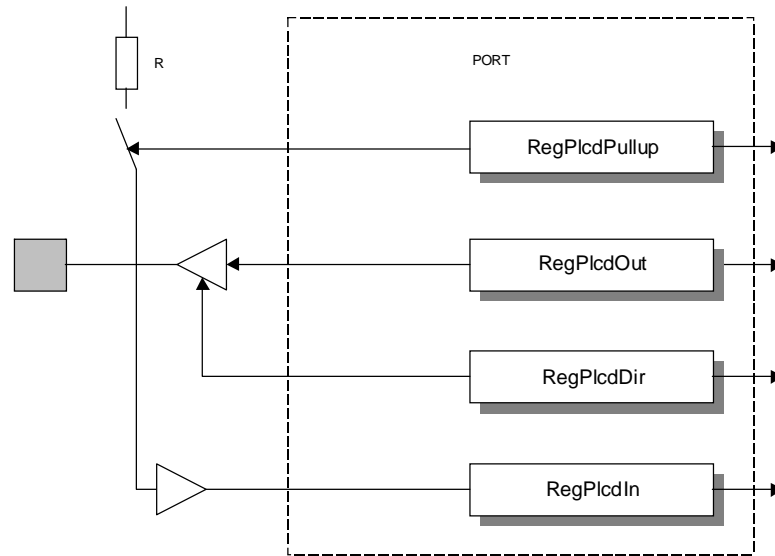 R
PORT
RegPlcdPullup
RegPlcdOut
RegPlcdDir
RegPlcdIn